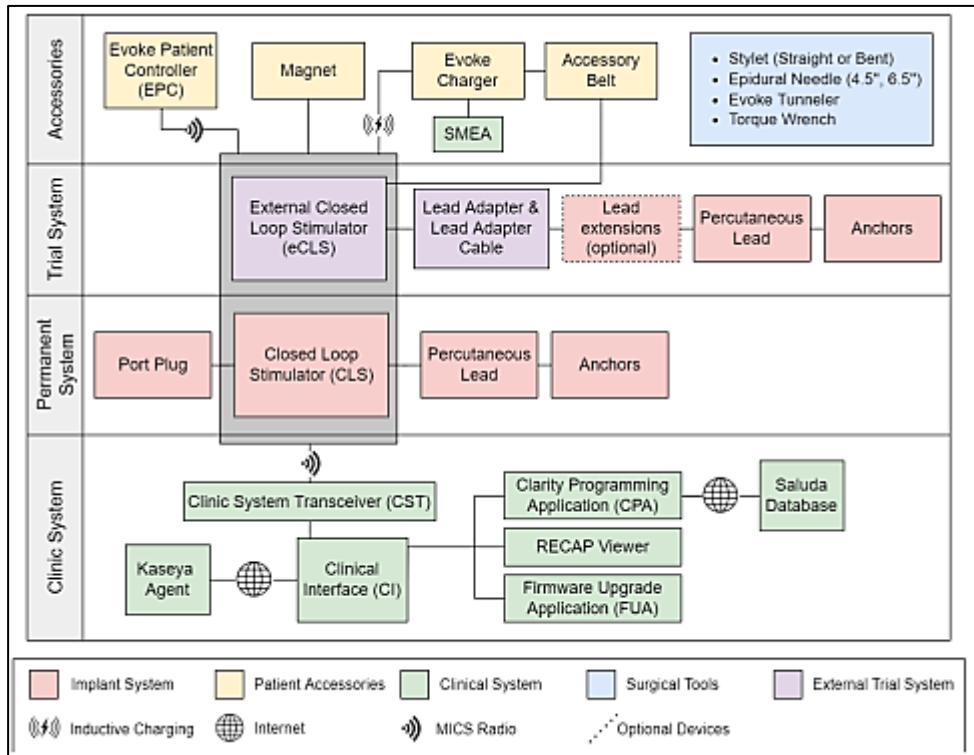 Accessories
Evoke Patient
Controller
(EPC)
Magnet
Evoke
Charger
Accessory
Belt
SMEA
• Stylet (Straight or Bent)
• Epidural Needle (4.5", 6.5")
• Evoke Tunneler
• Torque Wrench
Trial System
External Closed
Loop Stimulator
(eCLS)
Lead Adapter &
Lead Adapter
Cable
Lead
extensions
(optional)
Percutaneous
Lead
Anchors
Permanent
System
Port Plug
Closed Loop
Stimulator (CLS)
Percutaneous
Lead
Anchors
Clinic System
Clinic System Transceiver (CST)
Kaseya
Agent
Clinical
Interface (CI)
Clarity Programming
Application (CPA)
Saluda
Database
RECAP Viewer
Firmware Upgrade
Application (FUA)
Implant System
Patient Accessories
Clinical System
Surgical Tools
External Trial System
Inductive Charging
Internet
MICS Radio
Optional Devices